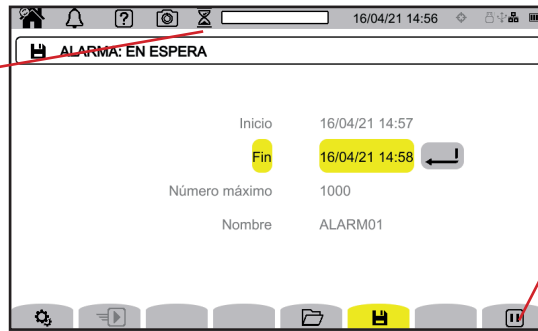 16/04/21 14:56
ALARMA: EN ESPERA
Inicio 16/04/21 14:57
Fin 16/04/21 14:58
Número máximo 1000
Nombre ALARM01